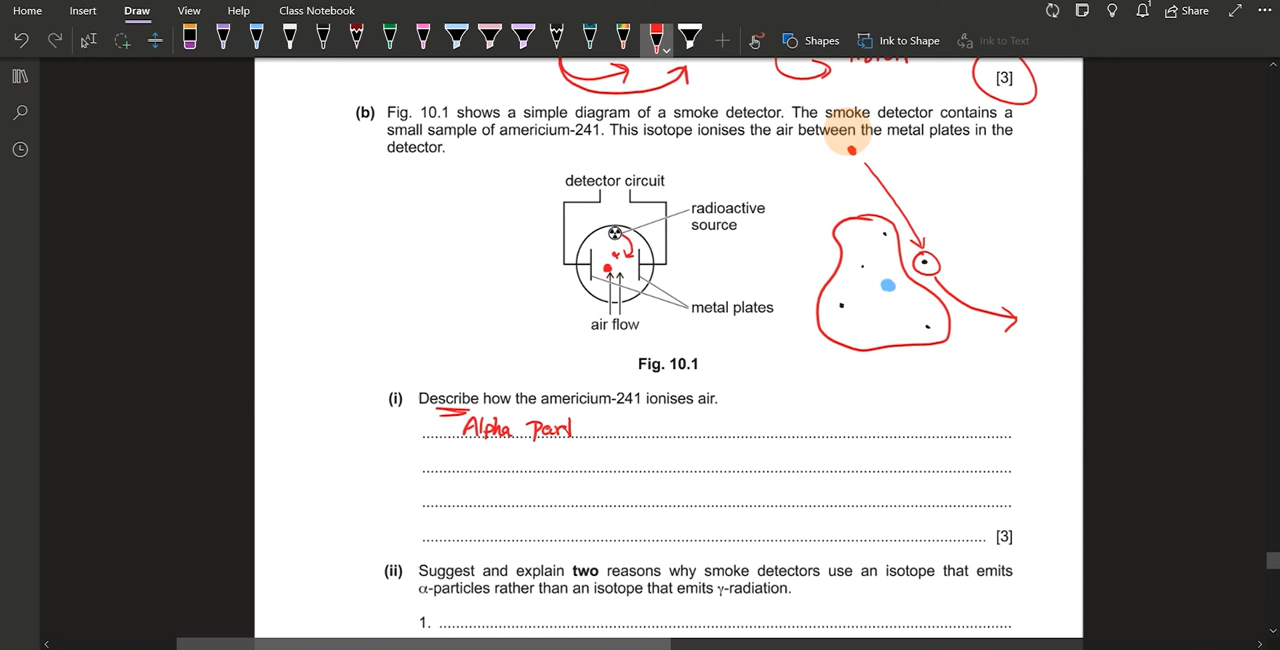 Home Insert Draw View Help Class Notebook
Share
Shapes Ink to Shape Ink to Text
[3]
(b) Fig. 10.1 shows a simple diagram of a smoke detector. The smoke detector contains a
small sample of americium-241. This isotope ionises the air between the metal plates in the
detector.
detector circuit
radioactive
source
metal plates
air flow
Fig. 10.1
(i) Describe how the americium-241 ionises air.
Alpha Part
[3]
(ii) Suggest and explain two reasons why smoke detectors use an isotope that emits
α-particles rather than an isotope that emits γ-radiation.
1.